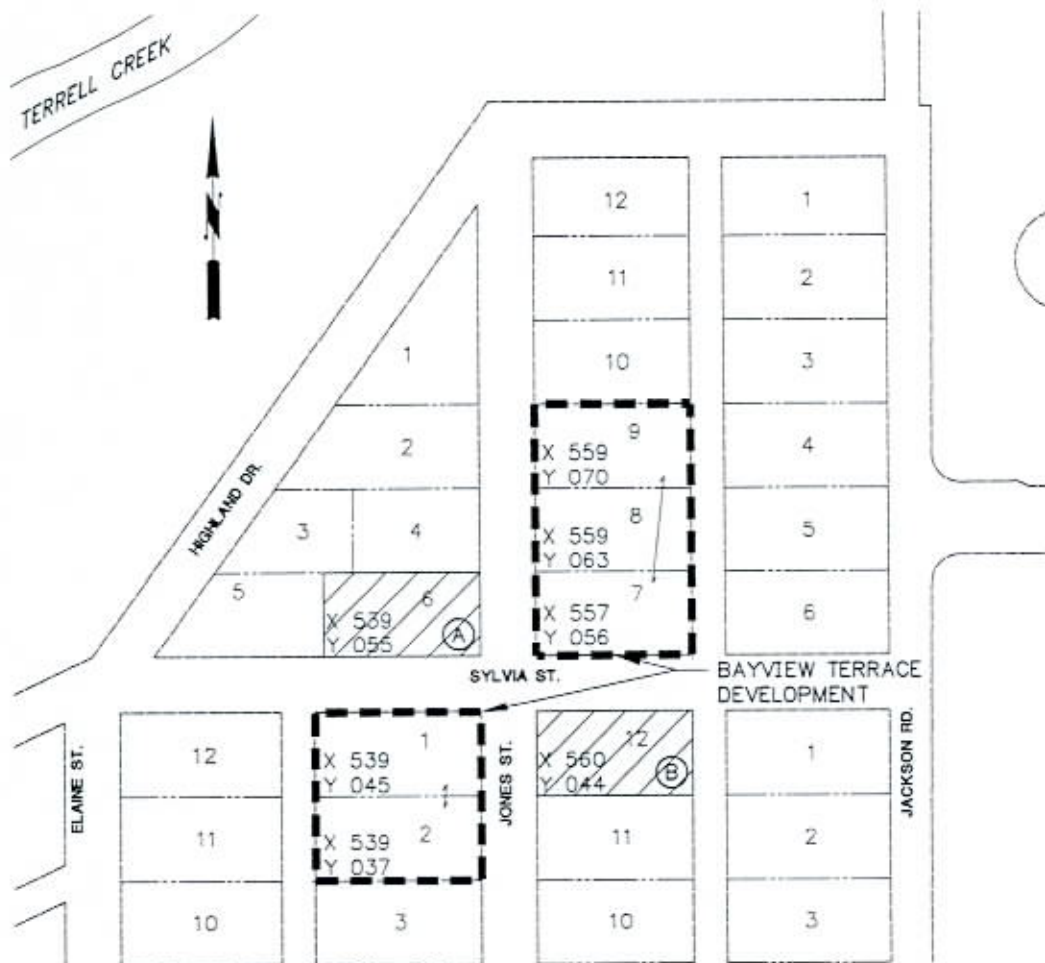 TERRELL CREEK
N
12
1
11
2
1
10
3
2
9
4
X 559
Y 070
HIGHLAND DR.
3
4
8
5
X 559
Y 063
5
6
7
6
X 539
Y 055
A
X 557
Y 056
SYLVIA ST.
BAYVIEW TERRACE
DEVELOPMENT
12
1
12
1
X 539
Y 045
X 560
Y 044
B
ELAINE ST.
JONES ST.
JACKSON RD.
11
2
11
2
X 539
Y 037
10
3
10
3